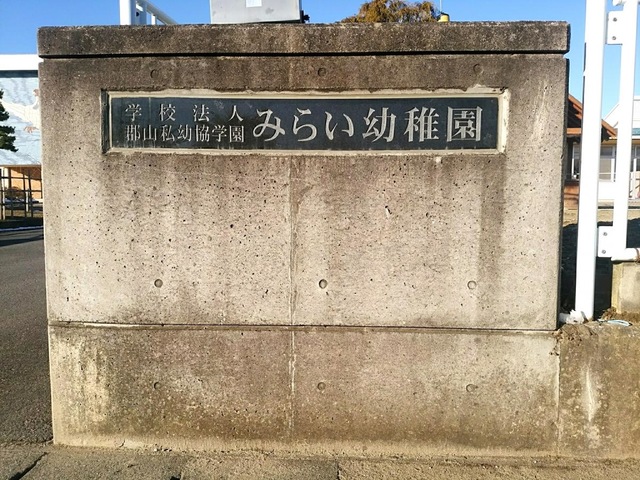 学校法人
郡山私幼協学園
みらい幼稚園